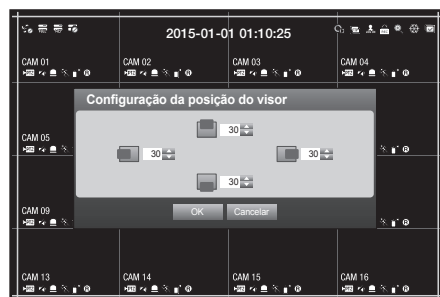 2015-01-01 01:10:25
CAM 01
CAM 02
CAM 03
CAM 04
Configuração da posição do visor
30
CAM 05
30
30
30
CAM 09
OK
Cancelar
CAM 13
CAM 14
CAM 15
CAM 16